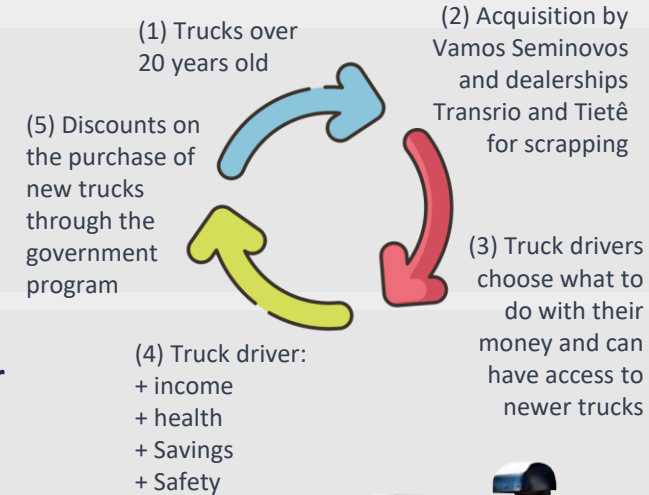 (1) Trucks over
20 years old
(2) Acquisition by
Vamos Seminovos
and dealerships
Transrio and Tietê
for scrapping
(3) Truck drivers
choose what to
do with their
money and can
have access to
newer trucks
(4) Truck driver:
+ income
+ health
+ Savings
+ Safety
(5) Discounts on
the purchase of
new trucks
through the
government
program